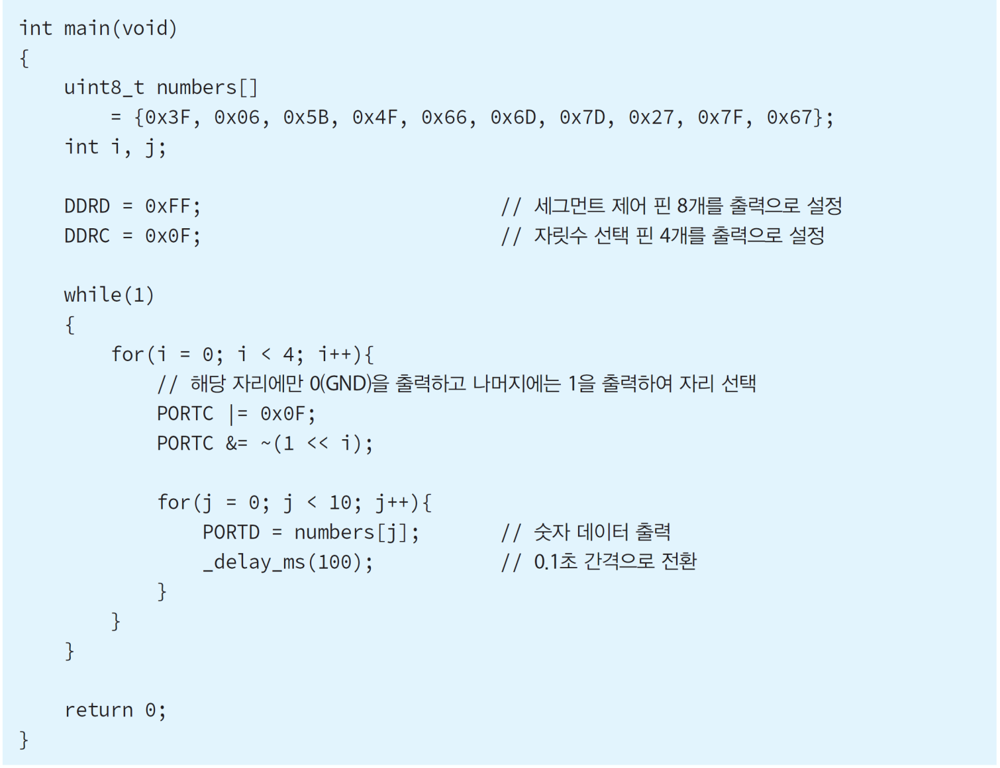 int main(void)
{
    uint8_t numbers[]
        = {0x3F, 0x06, 0x5B, 0x4F, 0x66, 0x6D, 0x7D, 0x27, 0x7F, 0x67};
    int i, j;

    DDRD = 0xFF;                          // 세그먼트 제어 핀 8개를 출력으로 설정
    DDRC = 0x0F;                          // 자릿수 선택 핀 4개를 출력으로 설정

    while(1)
    {
        for(i = 0; i < 4; i++){
            // 해당 자리에만 0(GND)을 출력하고 나머지에는 1을 출력하여 자리 선택
            PORTC |= 0x0F;
            PORTC &= ~(1 << i);

            for(j = 0; j < 10; j++){
                PORTD = numbers[j];       // 숫자 데이터 출력
                _delay_ms(100);           // 0.1초 간격으로 전환
            }
        }
    }

    return 0;
}